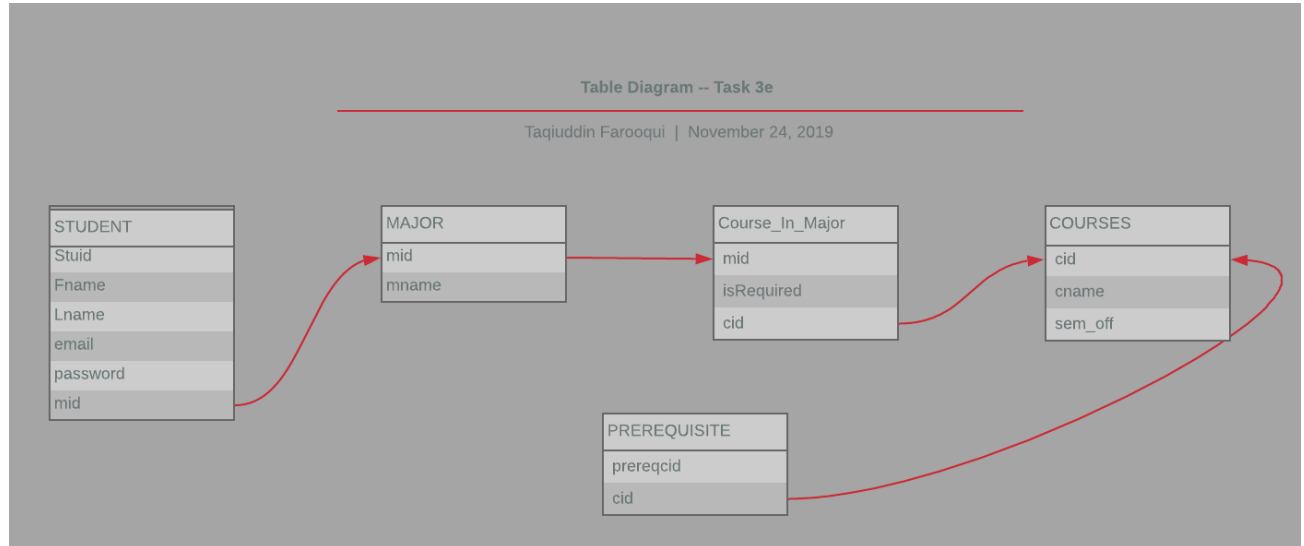 Table Diagram -- Task 3e
Taqiuddin Farooqui | November 24, 2019
STUDENT
Stuid
Fname
Lname
email
password
mid
MAJOR
mid
mname
Course_In_Major
mid
isRequired
cid
COURSES
cid
cname
sem_off
PREREQUISITE
prereqcid
cid